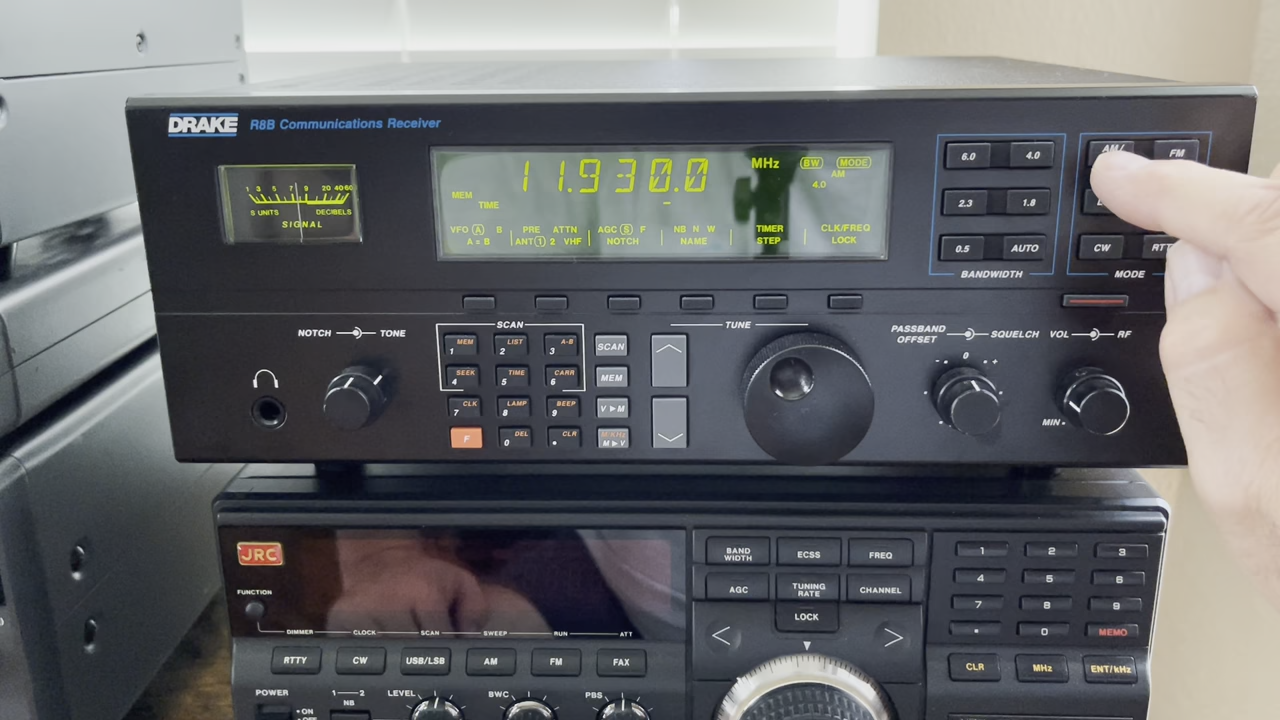 DRAKE R8B Communications Receiver
1 3 5 7 9 20 40 60
S UNITS DECIBELS
SIGNAL
11.930.0 MHz BW MODE
AM
4.0
MEM
TIME
VFO A B PRE ATTN AGC S F NB N W TIMER CLK/FREQ
A = B ANT 1 2 VHF NOTCH NAME STEP LOCK
6.0 4.0
2.3 1.8
0.5 AUTO
BANDWIDTH
AM/ FM
CW RTT
MODE
NOTCH TONE
SCAN
MEM LIST A-B
1 2 3
SEEK TIME CARR
4 5 6
CLK LAMP BEEP
7 8 9
DEL CLR
F 0 .
SCAN
MEM
V▶M
M KHz
M▶V
TUNE
PASSBAND OFFSET SQUELCH
0
- +
VOL RF
MIN
JRC
FUNCTION
DIMMER CLOCK SCAN SWEEP RUN ATT
RTTY CW USB/LSB AM FM FAX
POWER
ON
OFF
1 2
NB
LEVEL BWC PBS
BAND WIDTH ECSS FREQ
AGC TUNING RATE CHANNEL
LOCK
< >
1 2 3
4 5 6
7 8 9
. 0 MEMO
CLR MHz ENT/kHz